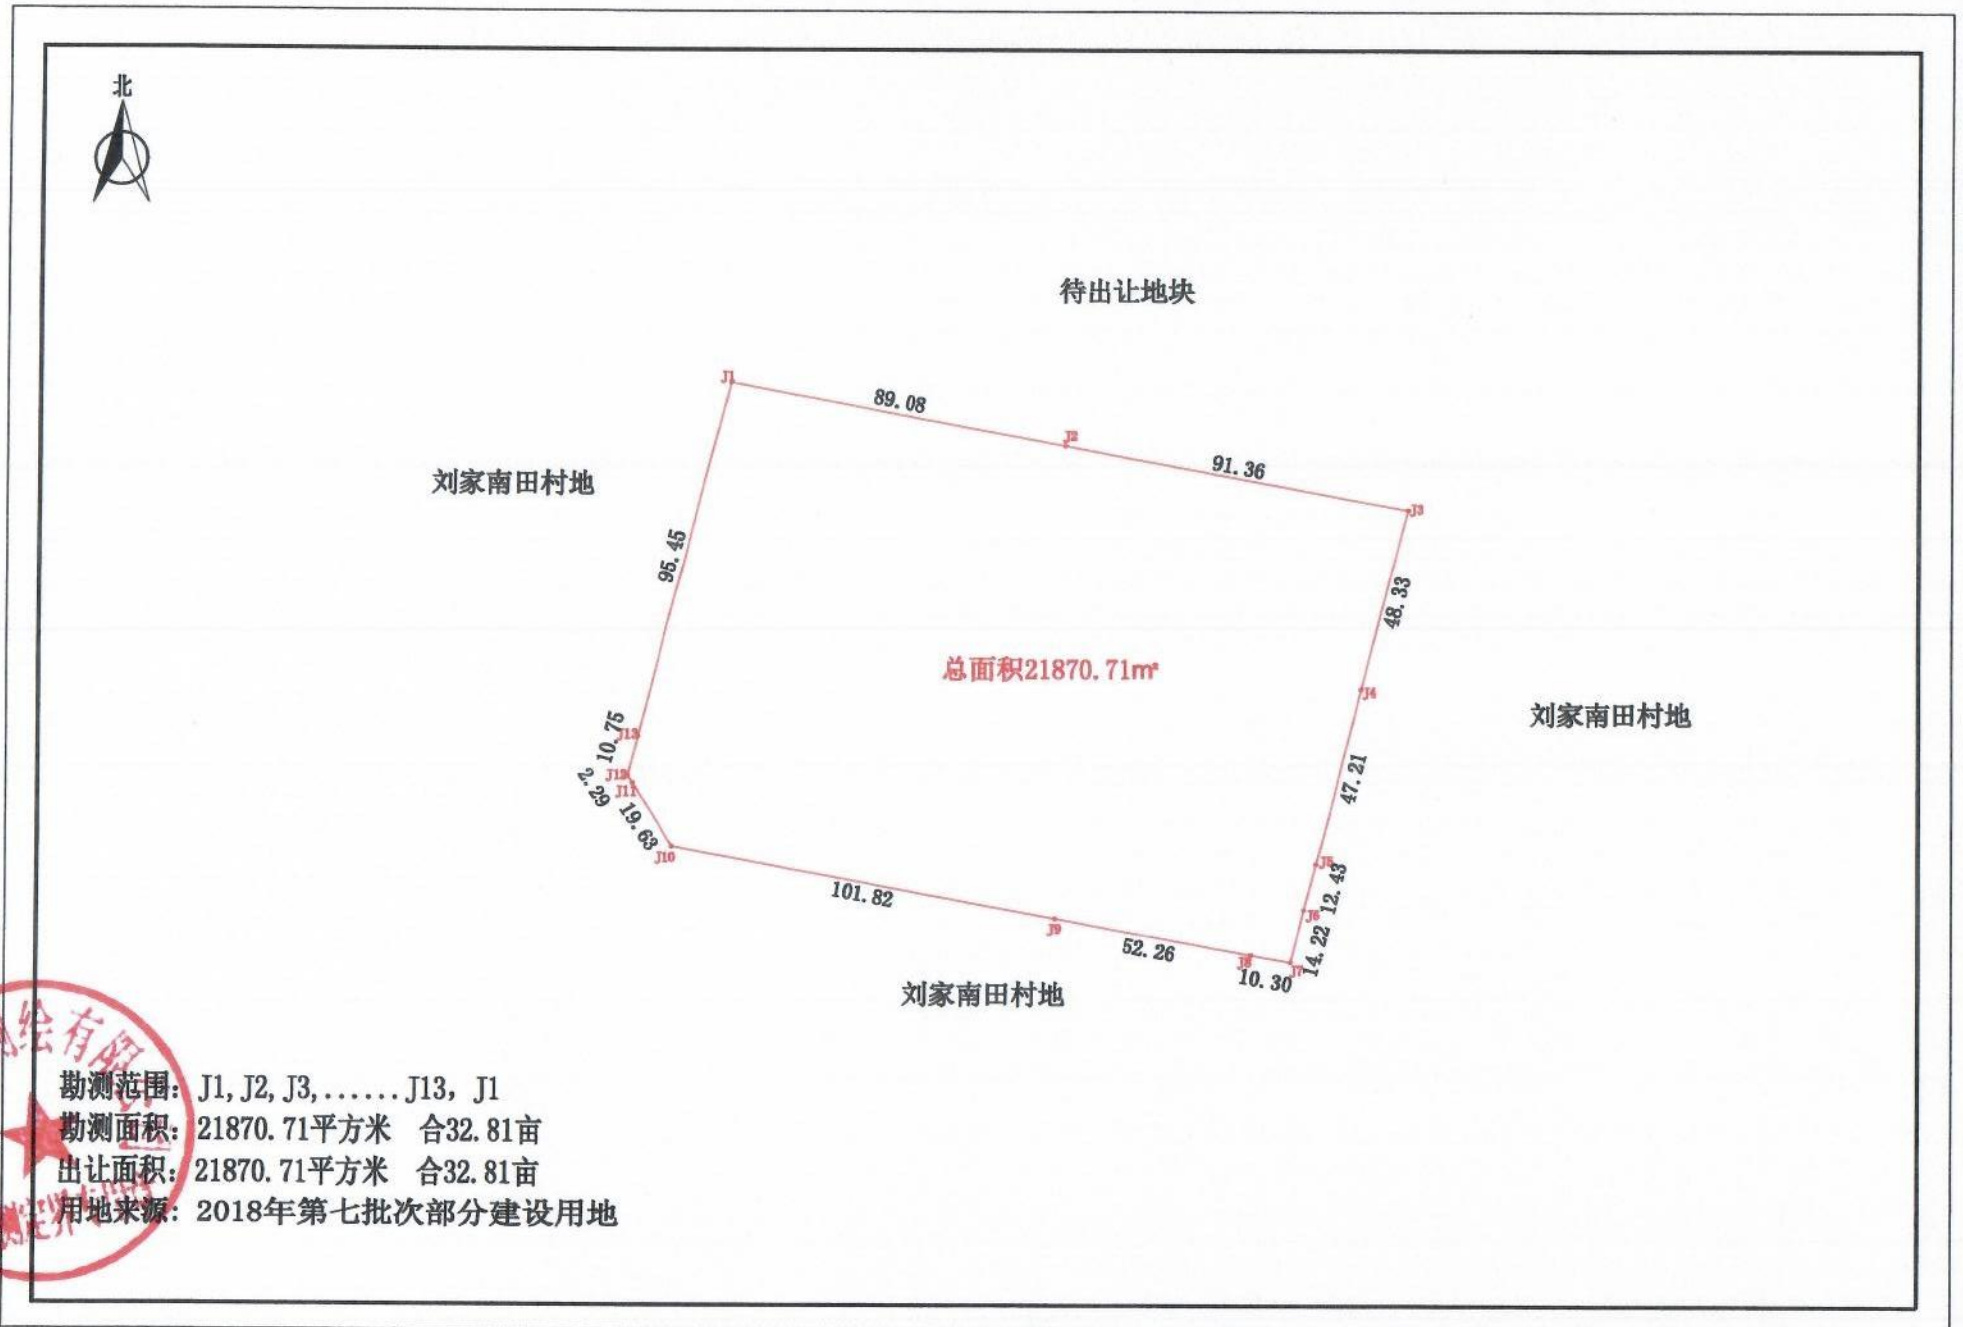 北
待出让地块
J1
89.08
J2
91.36
J3
刘家南田村地
95.45
48.33
总面积21870.71㎡
J4
刘家南田村地
10.75
J13
47.21
J12
J11
2.29
19.63
J10
J5
12.43
101.82
J6
J9
14.22
52.26
J8
J7
10.30
刘家南田村地
绘有限
勘测范围：J1,J2,J3,......J13, J1
勘测面积：21870.71平方米 合32.81亩
出让面积：21870.71平方米 合32.81亩
用地来源：2018年第七批次部分建设用地